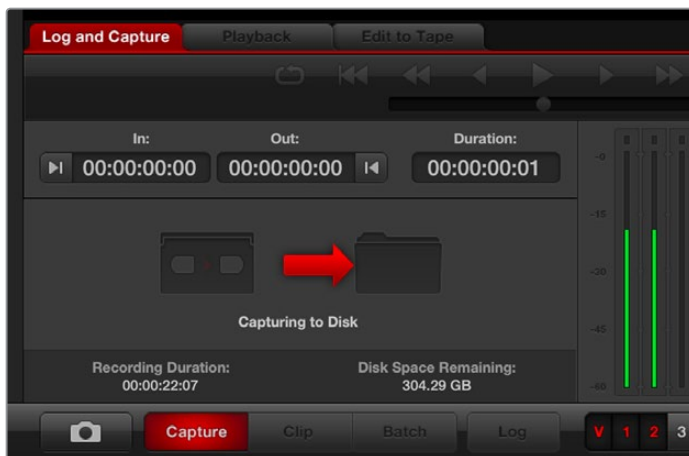 Log and Capture Playback Edit to Tape
In: Out: Duration:
00:00:00:00 00:00:00:00 00:00:00:01
-0
-15
-30
-45
-60
Capturing to Disk
Recording Duration: Disk Space Remaining:
00:00:22:07 304.29 GB
Capture Clip Batch Log V 1 2 3